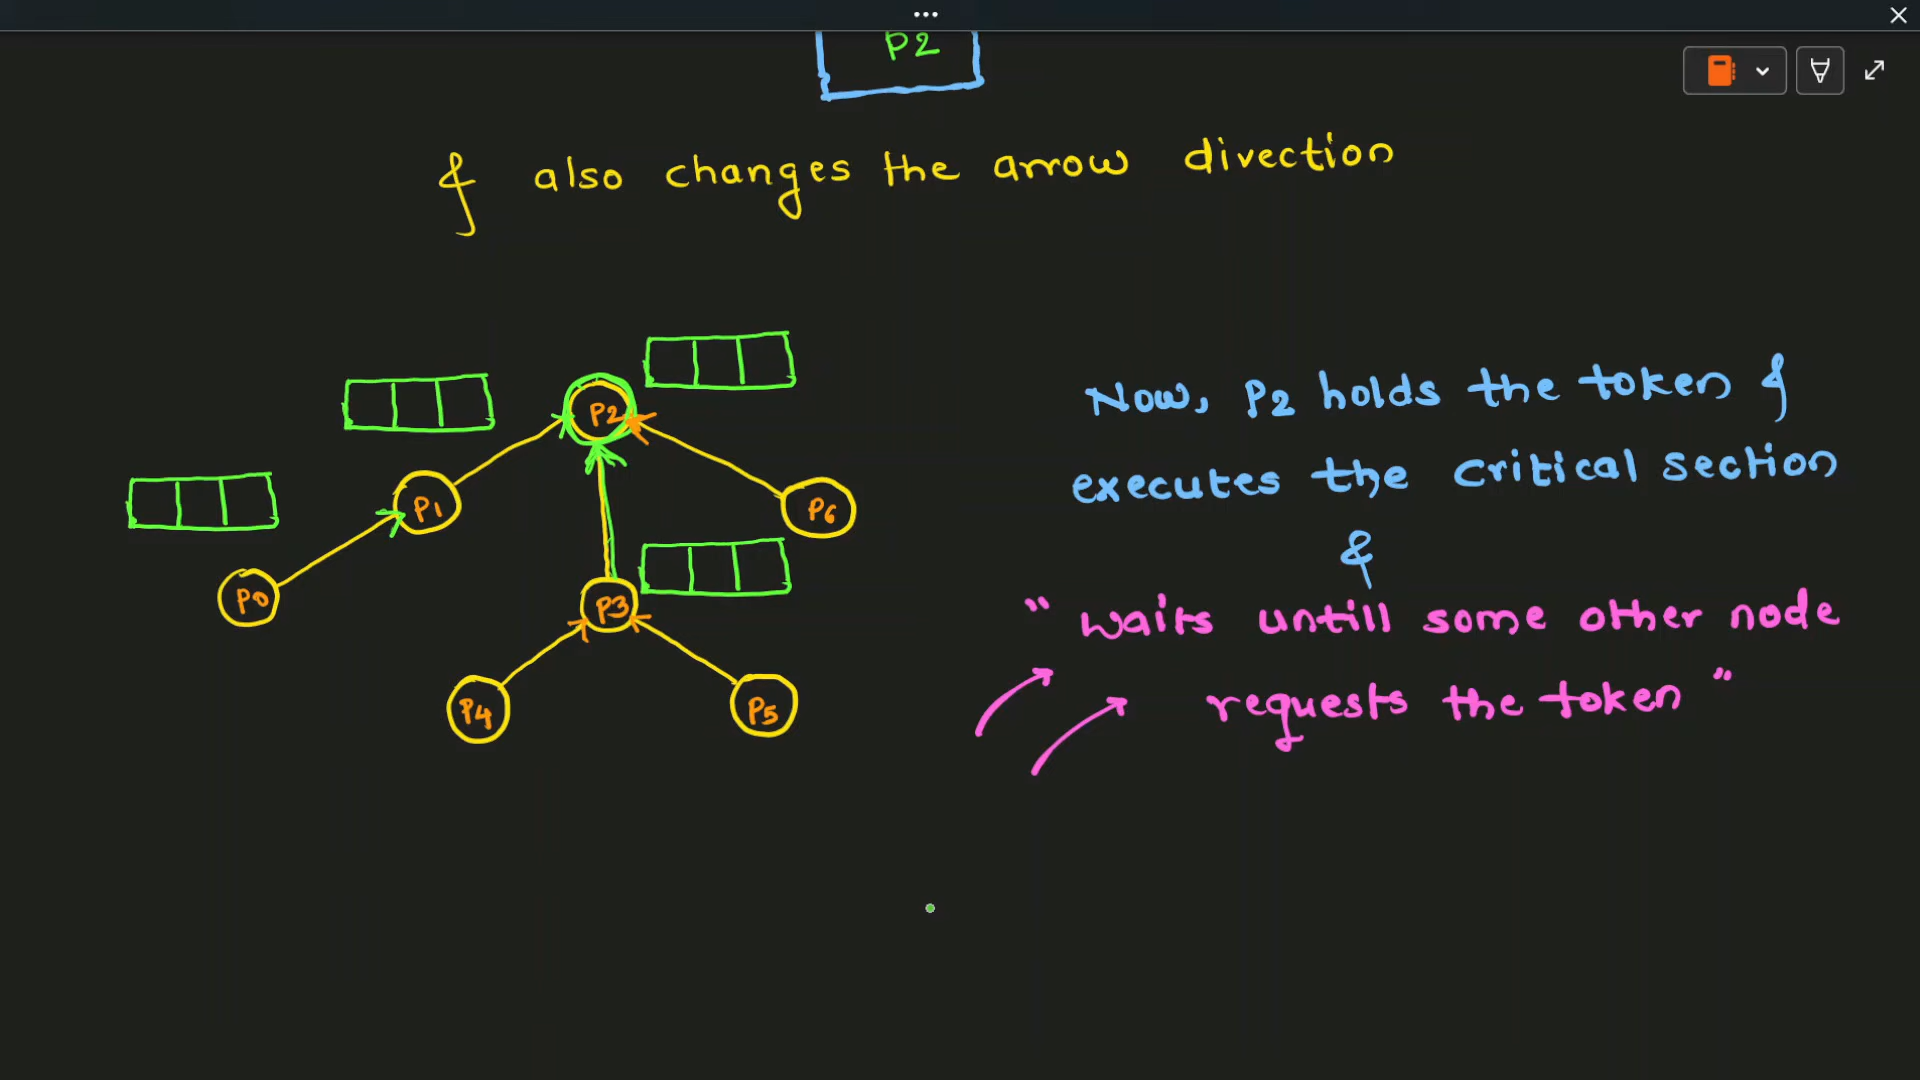 P2
& also changes the arrow direction
Now, P2 holds the token &
executes the critical section
&
" waits untill some other node
requests the token "
P2
P1
P6
P0
P3
P4
P5